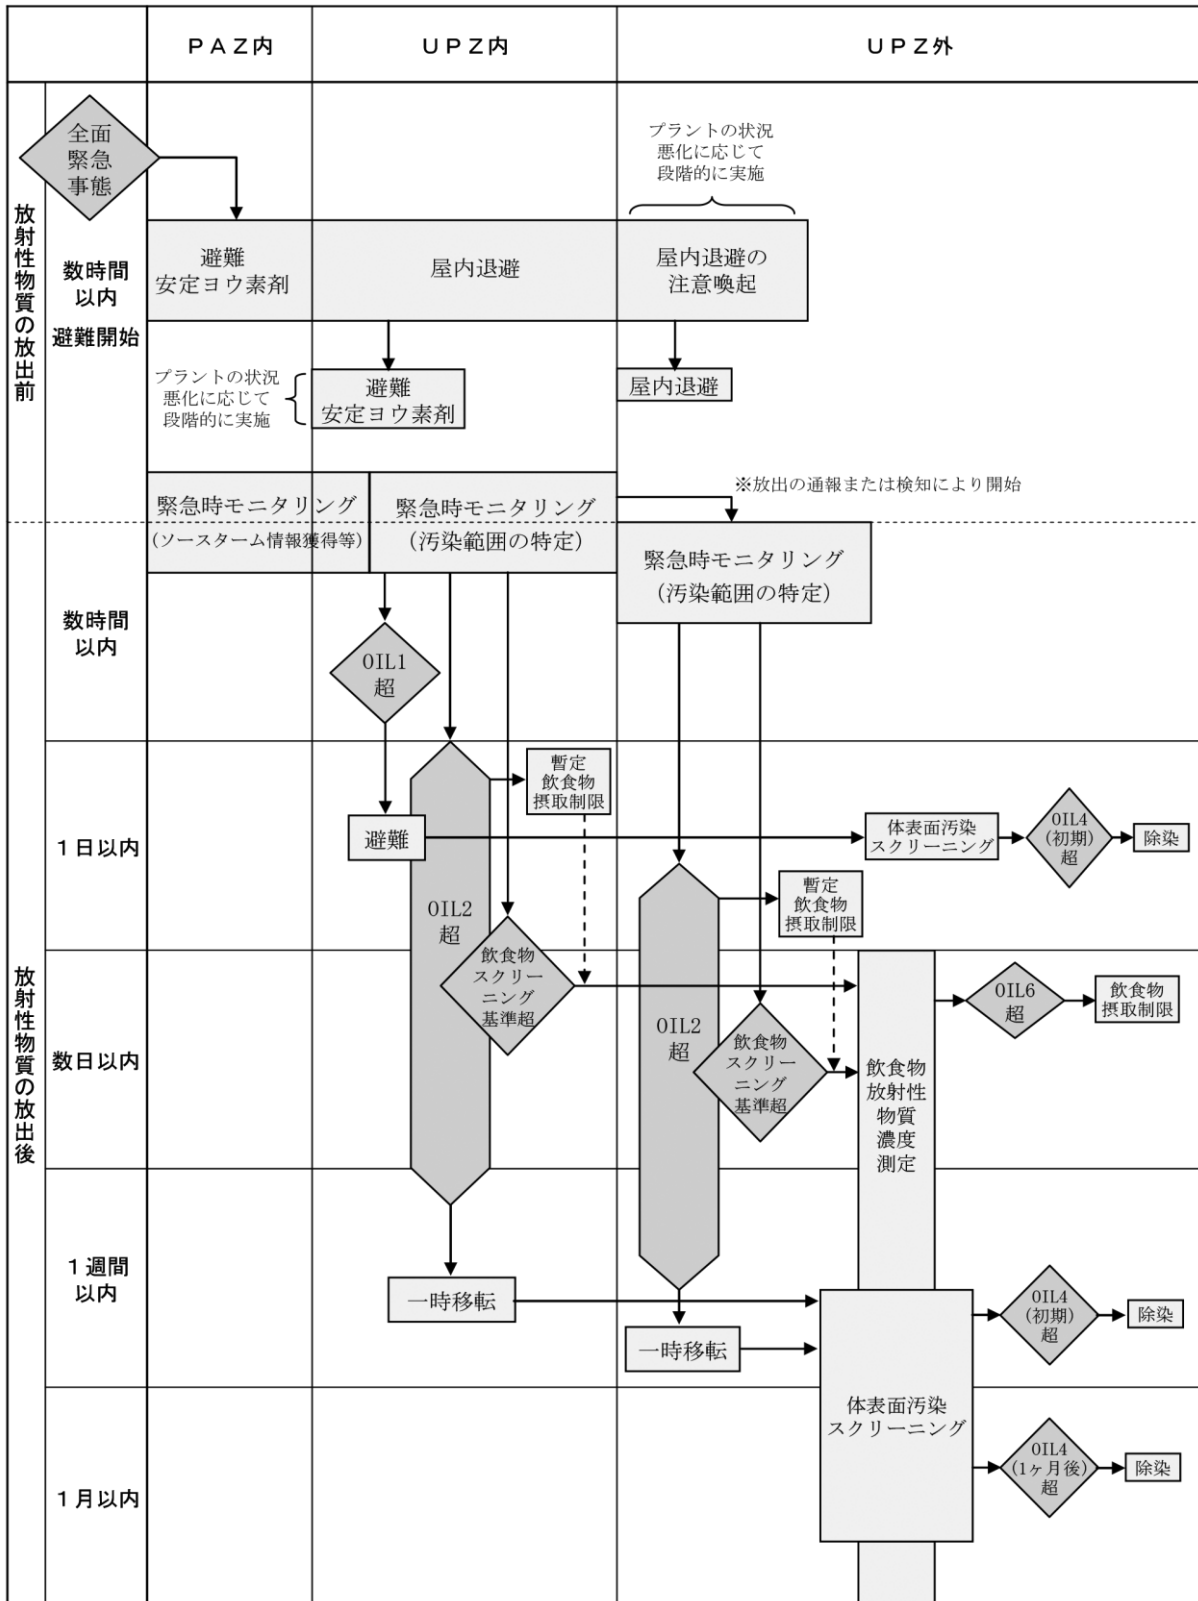 ＰＡＺ内
ＵＰＺ内
ＵＰＺ外
放射性物質の放出前
全面
緊急
事態
プラントの状況
悪化に応じて
段階的に実施
数時間
以内
避難開始
避難
安定ヨウ素剤
屋内退避
屋内退避の
注意喚起
プラントの状況
悪化に応じて
段階的に実施
避難
安定ヨウ素剤
屋内退避
緊急時モニタリング
(ソースターム情報獲得等)
緊急時モニタリング
(汚染範囲の特定)
※放出の通報または検知により開始
緊急時モニタリング
(汚染範囲の特定)
放射性物質の放出後
数時間
以内
OIL1
超
１日以内
暫定
飲食物
摂取制限
避難
体表面汚染
スクリーニング
OIL4
(初期)
超
除染
OIL2
超
暫定
飲食物
摂取制限
数日以内
飲食物
スクリー
ニング
基準超
OIL2
超
飲食物
スクリー
ニング
基準超
飲食物
放射性
物質
濃度
測定
OIL6
超
飲食物
摂取制限
１週間
以内
一時移転
一時移転
OIL4
(初期)
超
除染
体表面汚染
スクリーニング
１月以内
OIL4
(1ヶ月後)
超
除染